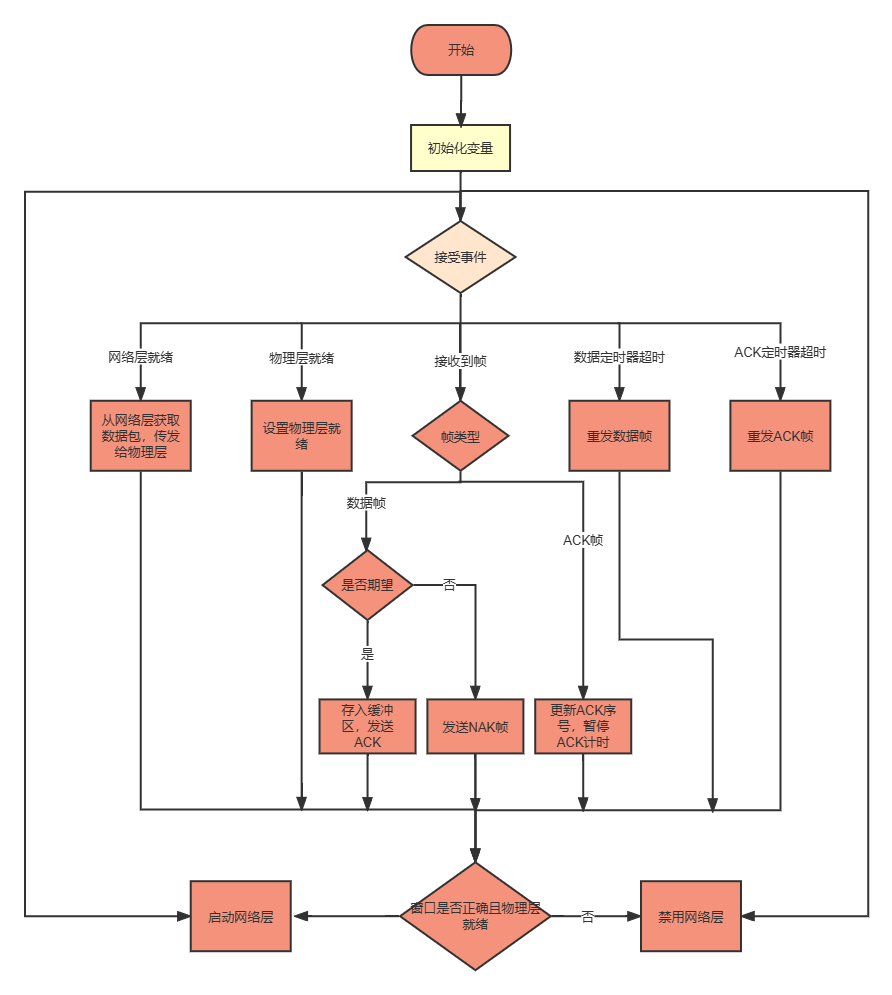 开始
初始化变量
接受事件
网络层就绪
物理层就绪
接收到帧
数据定时器超时
ACK定时器超时
从网络层获取
数据包，传发
给物理层
设置物理层就
绪
帧类型
重发数据帧
重发ACK帧
数据帧
ACK帧
是否期望
否
是
存入缓冲
区，发送
ACK
发送NAK帧
更新ACK序
号，暂停
ACK计时
启动网络层
窗口是否正确且物理层
就绪
否
禁用网络层